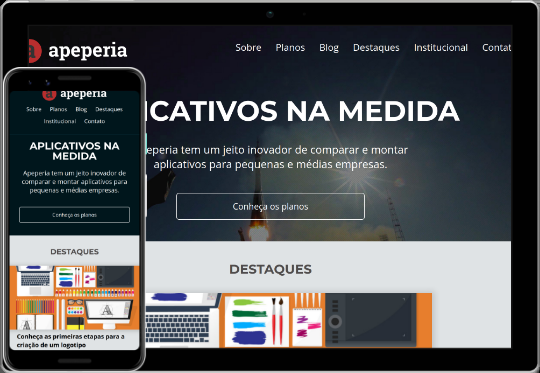 apeperia
Sobre Planos Blog Destaques Institucional Contat
LICATIVOS NA MEDIDA
eperia tem um jeito inovador de comparar e montar
aplicativos para pequenas e médias empresas.
Conheça os planos
DESTAQUES
apeperia
Sobre Planos Blog Destaques
Institucional Contato
APLICATIVOS NA
MEDIDA
Apeperia tem um jeito inovador de
comparar e montar aplicativos para
pequenas e médias empresas.
Conheça os planos
DESTAQUES
Conheça as primeiras etapas para a
criação de um logotipo